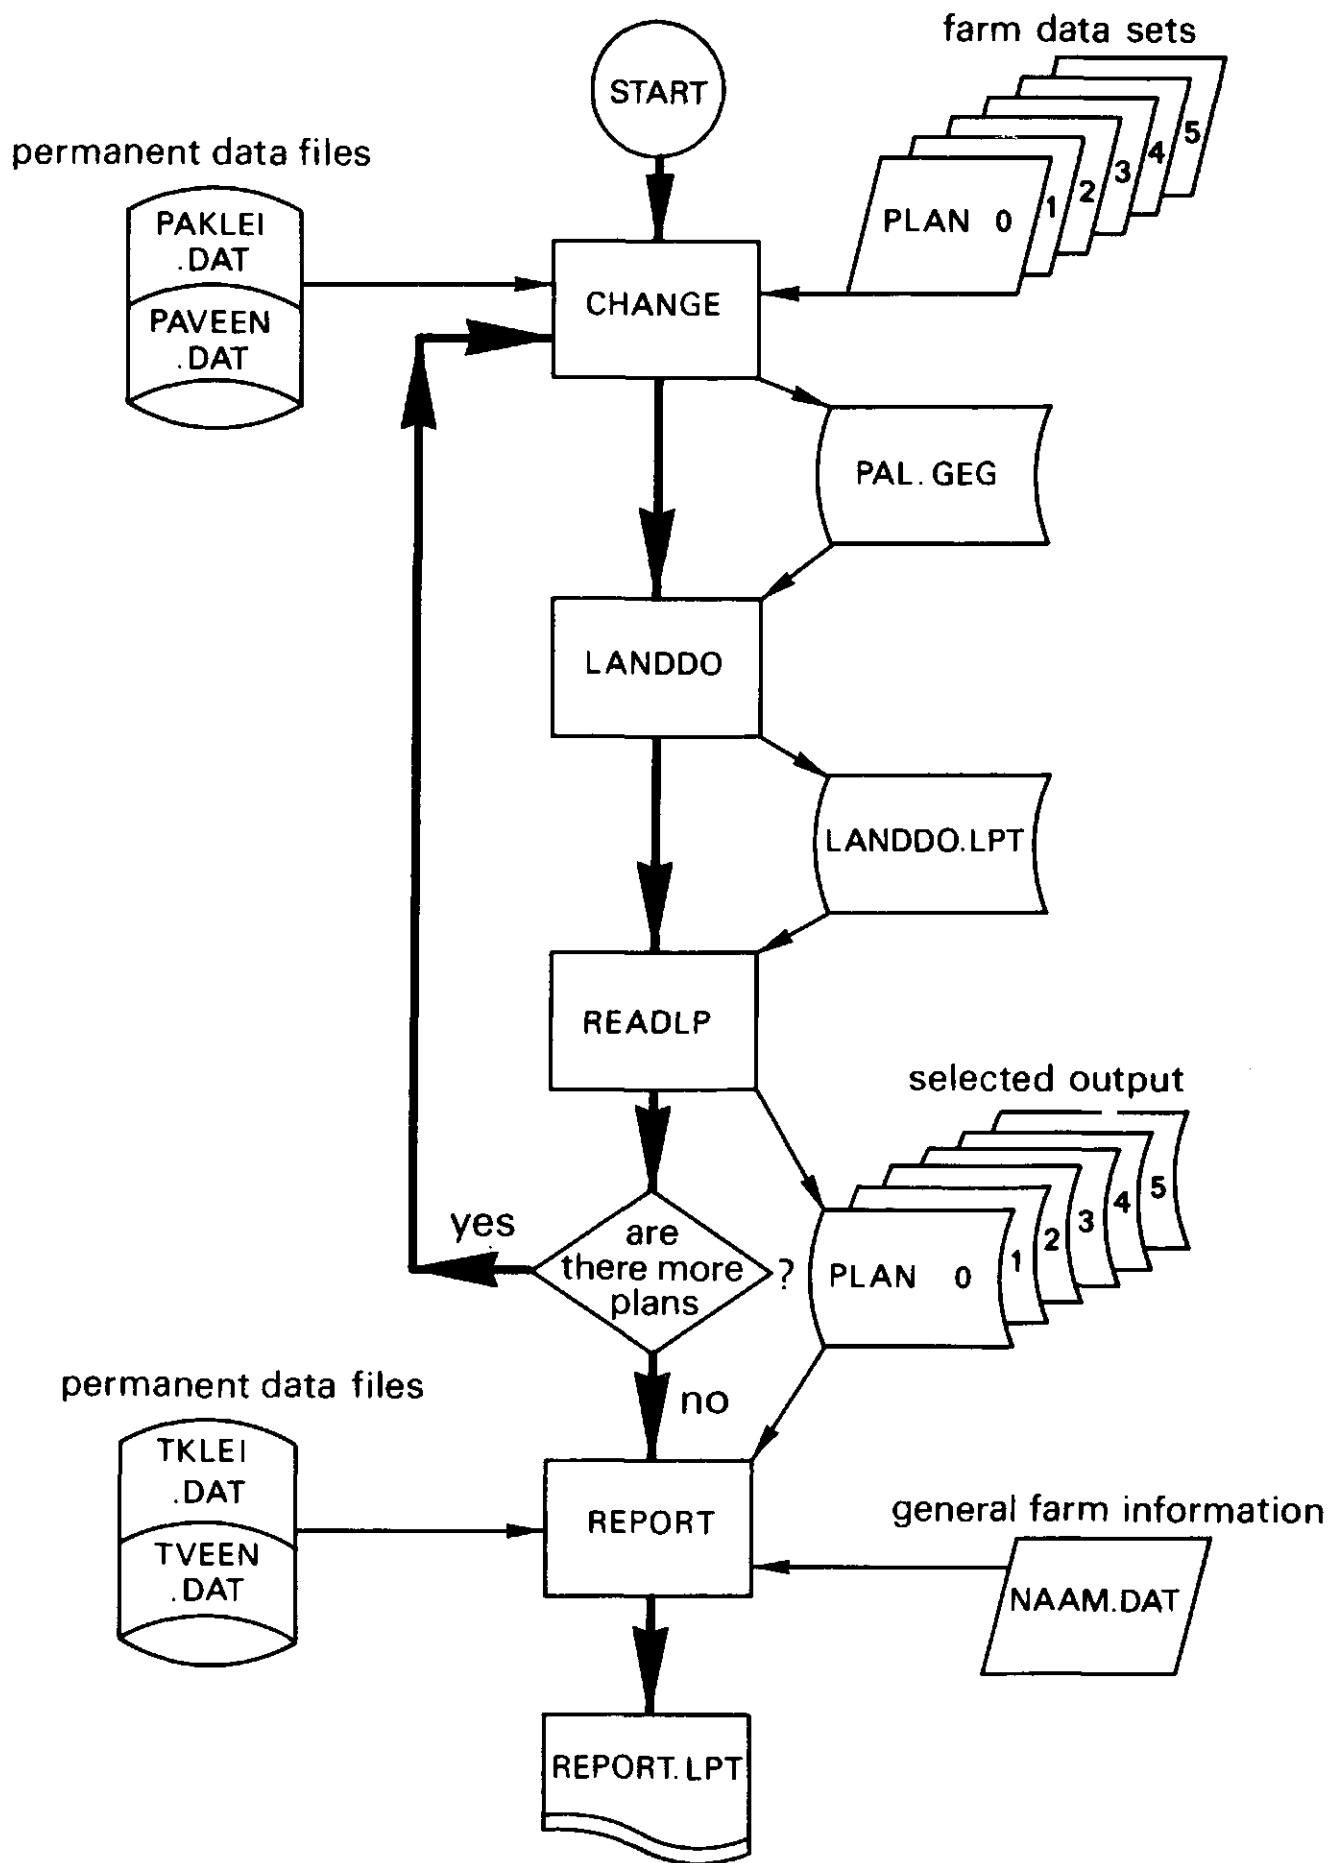 farm data sets
START
permanent data files
PLAN 0
1
2
3
4
5
PAKLEI
.DAT
PAVEEN
.DAT
CHANGE
PAL.GEG
LANDDO
LANDDO.LPT
READLP
selected output
PLAN 0
1
2
3
4
5
yes
are
there more
plans
?
no
permanent data files
TKLEI
.DAT
TVEEN
.DAT
REPORT
general farm information
NAAM.DAT
REPORT.LPT